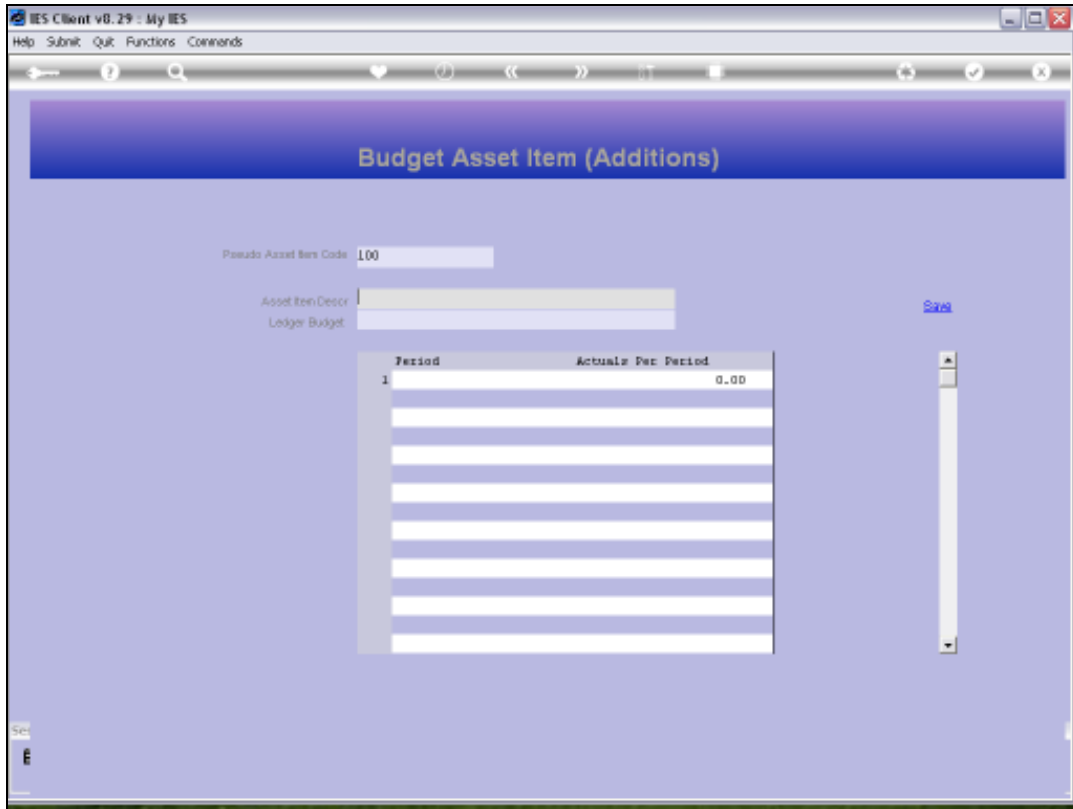 IES Client v8.29 : My IES
Help Submit Quit Functions Commands
Budget Asset Item (Additions)
Pseudo Asset Item Code 100
Asset Item Descr
Save
Ledger Budget
Period Actuals Per Period
1 0.00
Ses